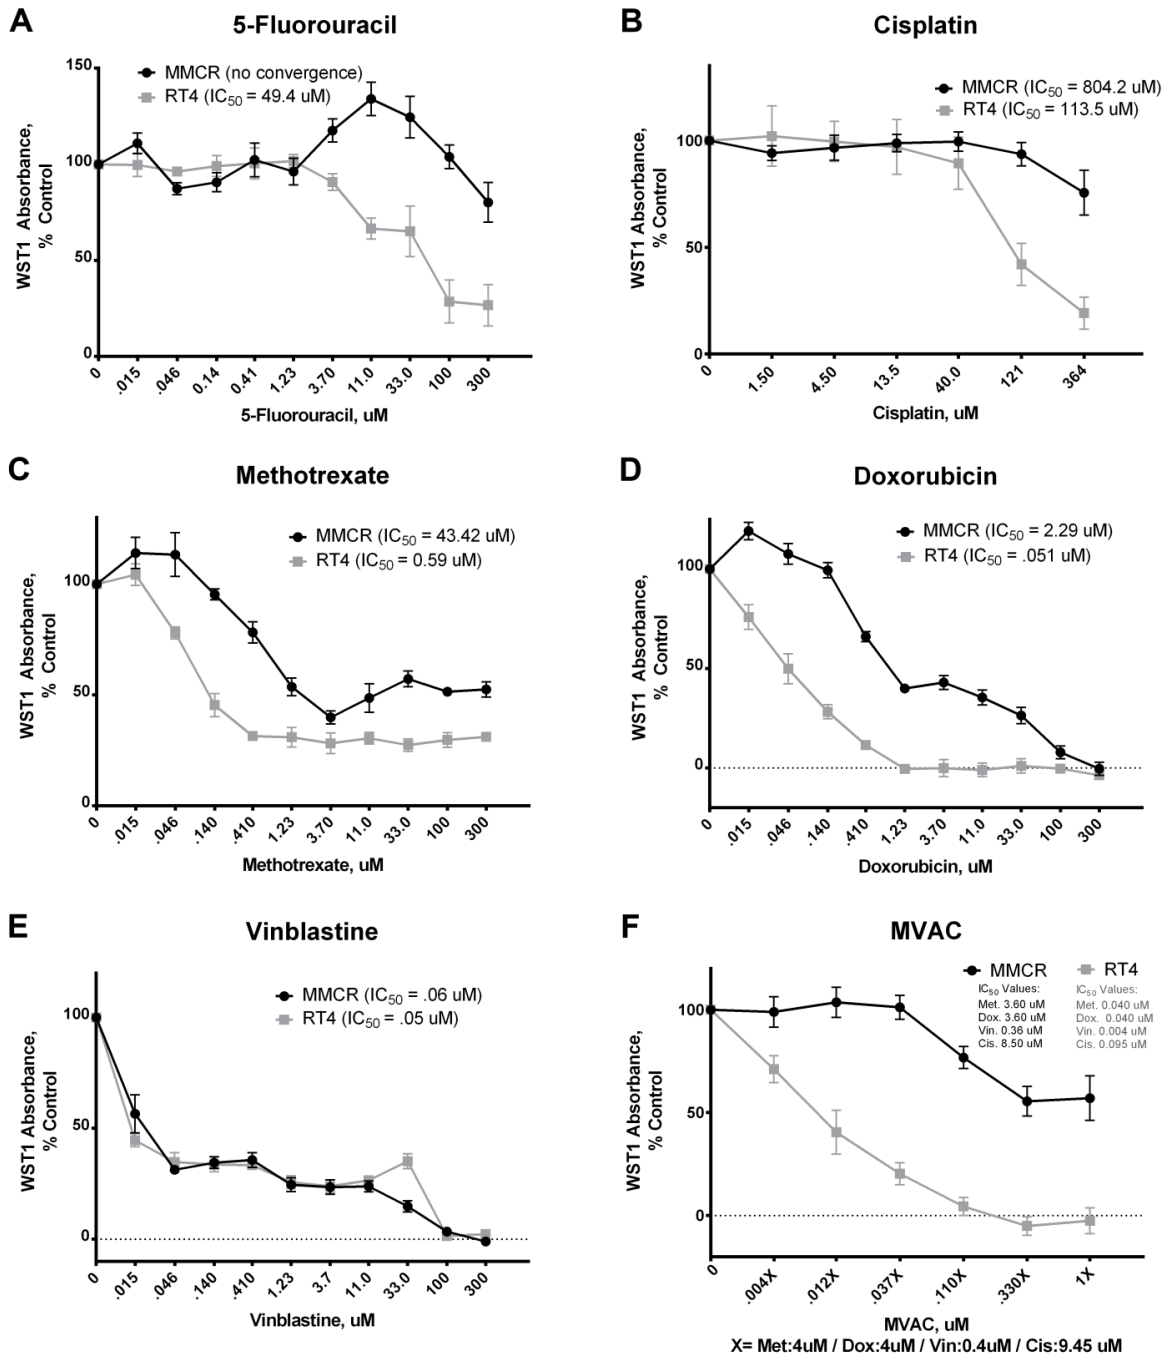 A
5-Fluorouracil
MMCR (no convergence)
RT4 (IC50 = 49.4 uM)
WST1 Absorbance,
% Control
150
100
50
0
0 .015 .046 0.14 0.41 1.23 3.70 11.0 33.0 100 300
5-Fluorouracil, uM
B
Cisplatin
MMCR (IC50 = 804.2 uM)
RT4 (IC50 = 113.5 uM)
WST1 Absorbance,
% Control
100
50
0
0 1.50 4.50 13.5 40.0 121 364
Cisplatin, uM
C
Methotrexate
MMCR (IC50 = 43.42 uM)
RT4 (IC50 = 0.59 uM)
WST1 Absorbance,
% Control
100
50
0
0 .015 .046 .140 .410 1.23 3.70 11.0 33.0 100 300
Methotrexate, uM
D
Doxorubicin
MMCR (IC50 = 2.29 uM)
RT4 (IC50 = .051 uM)
WST1 Absorbance,
% Control
100
50
0
0 .015 .046 .140 .410 1.23 3.70 11.0 33.0 100 300
Doxorubicin, uM
E
Vinblastine
MMCR (IC50 = .06 uM)
RT4 (IC50 = .05 uM)
WST1 Absorbance,
% Control
100
50
0
0 .015 .046 .140 .410 1.23 3.7 11.0 33.0 100 300
Vinblastine, uM
F
MVAC
MMCR
IC50 Values:
Met. 3.60 uM
Dox. 3.60 uM
Vin. 0.36 uM
Cis. 8.50 uM
RT4
IC50 Values:
Met. 0.040 uM
Dox. 0.040 uM
Vin. 0.004 uM
Cis. 0.095 uM
WST1 Absorbance,
% Control
100
50
0
0 .004X .012X .037X .110X .330X 1X
MVAC, uM
X= Met:4uM / Dox:4uM / Vin:0.4uM / Cis:9.45 uM